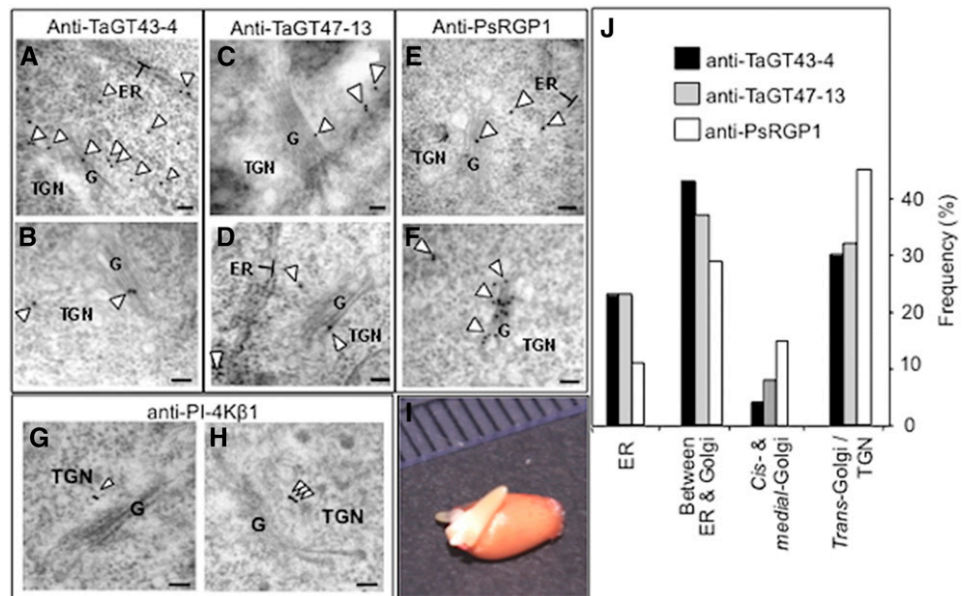 Anti-TaGT43-4
Anti-TaGT47-13
Anti-PsRGP1
A
ER
G
TGN
B
G
TGN
C
G
TGN
D
ER
G
TGN
E
ER
TGN
G
F
G
TGN
anti-PI-4Kβ1
G
TGN
G
H
G
TGN
I
J
anti-TaGT43-4
anti-TaGT47-13
anti-PsRGP1
40
30
20
10
0
Frequency (%)
ER
Between
ER & Golgi
Cis- &
medial-Golgi
Trans-Golgi /
TGN